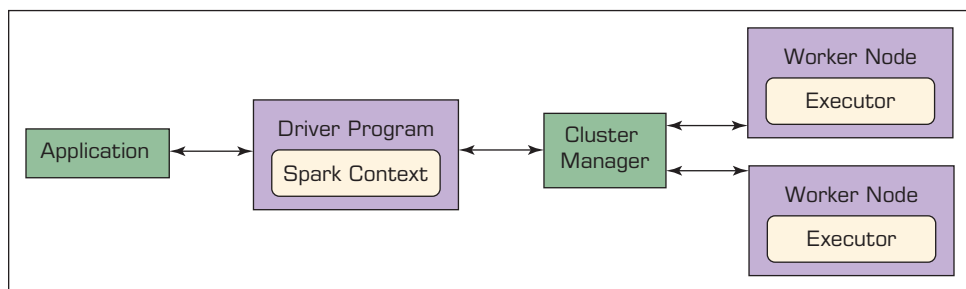 Application
Driver Program
Spark Context
Cluster
Manager
Worker Node
Executor
Worker Node
Executor